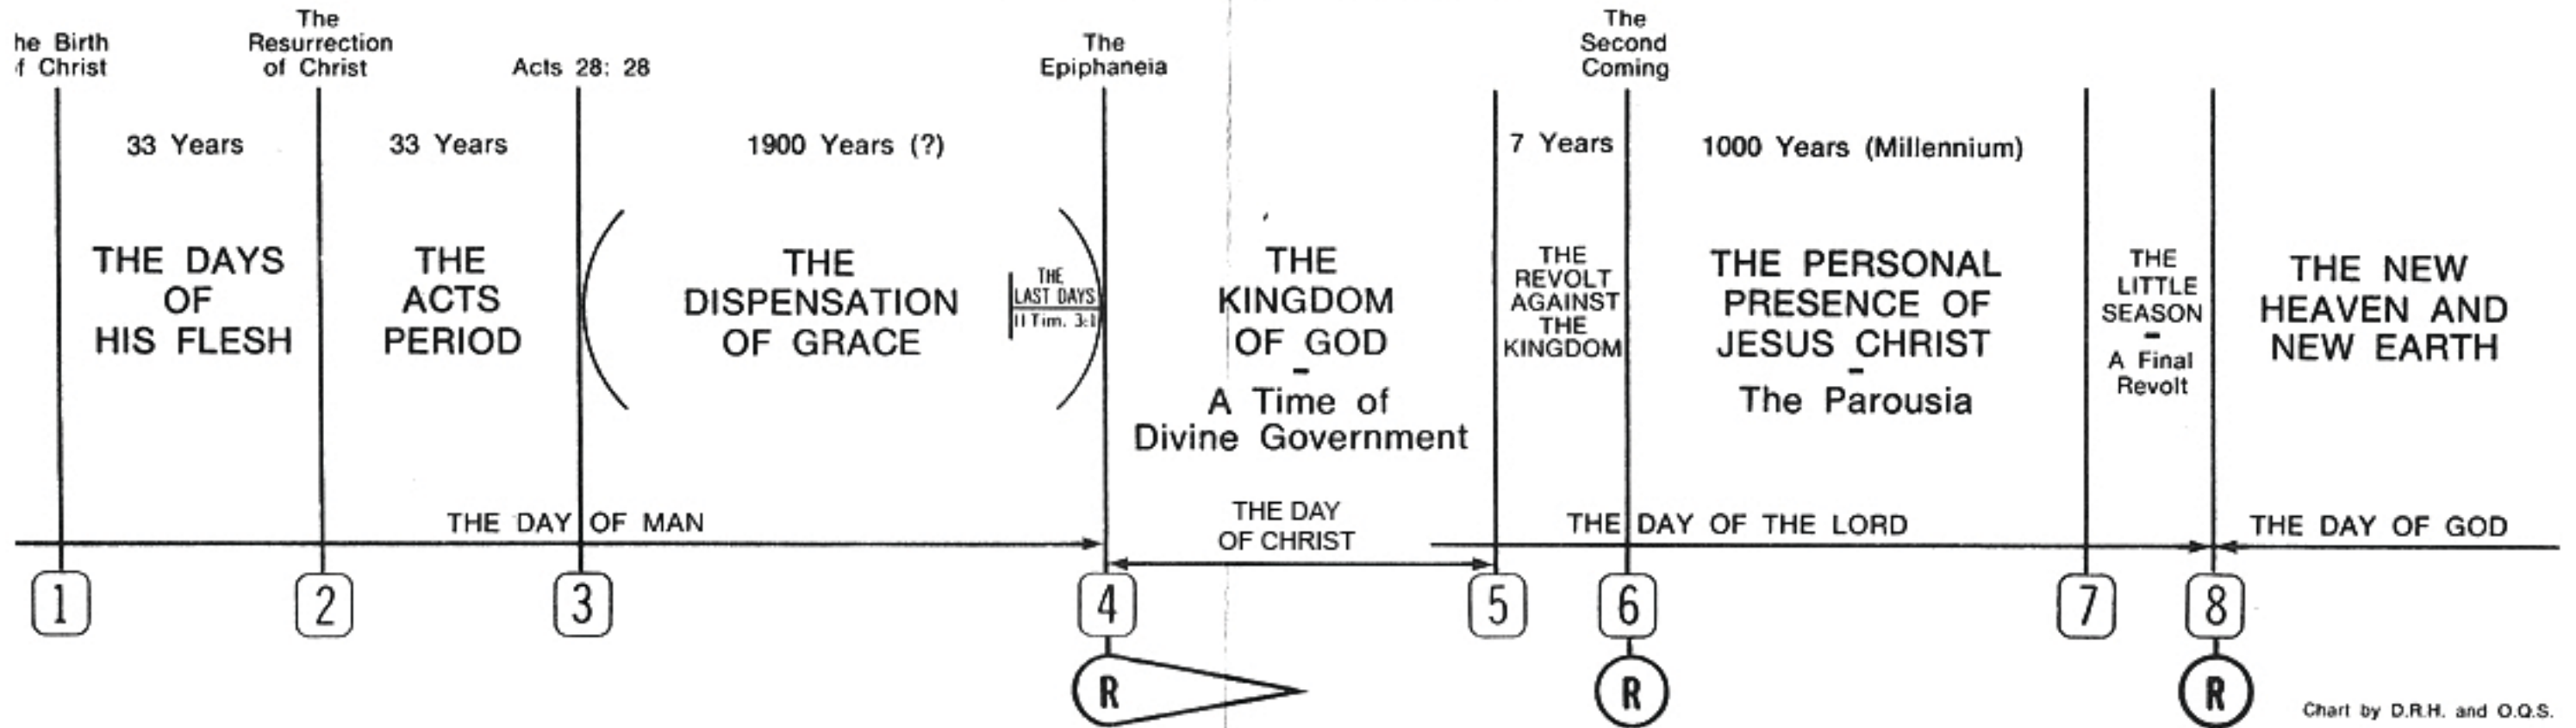 he Birth
f Christ
The
Resurrection
of Christ
Acts 28: 28
The
Epiphaneia
The
Second
Coming
33 Years
33 Years
1900 Years (?)
7 Years
1000 Years (Millennium)
THE DAYS
OF
HIS FLESH
THE
ACTS
PERIOD
THE
DISPENSATION
OF GRACE
THE
LAST DAYS
II Tim. 3:1
THE
KINGDOM
OF GOD
-
A Time of
Divine Government
THE
REVOLT
AGAINST
THE
KINGDOM
THE PERSONAL
PRESENCE OF
JESUS CHRIST
-
The Parousia
THE
LITTLE
SEASON
-
A Final
Revolt
THE NEW
HEAVEN AND
NEW EARTH
THE DAY OF MAN
THE DAY
OF CHRIST
THE DAY OF THE LORD
THE DAY OF GOD
1
2
3
4
5
6
7
8
R
R
R
Chart by D.R.H. and O.Q.S.